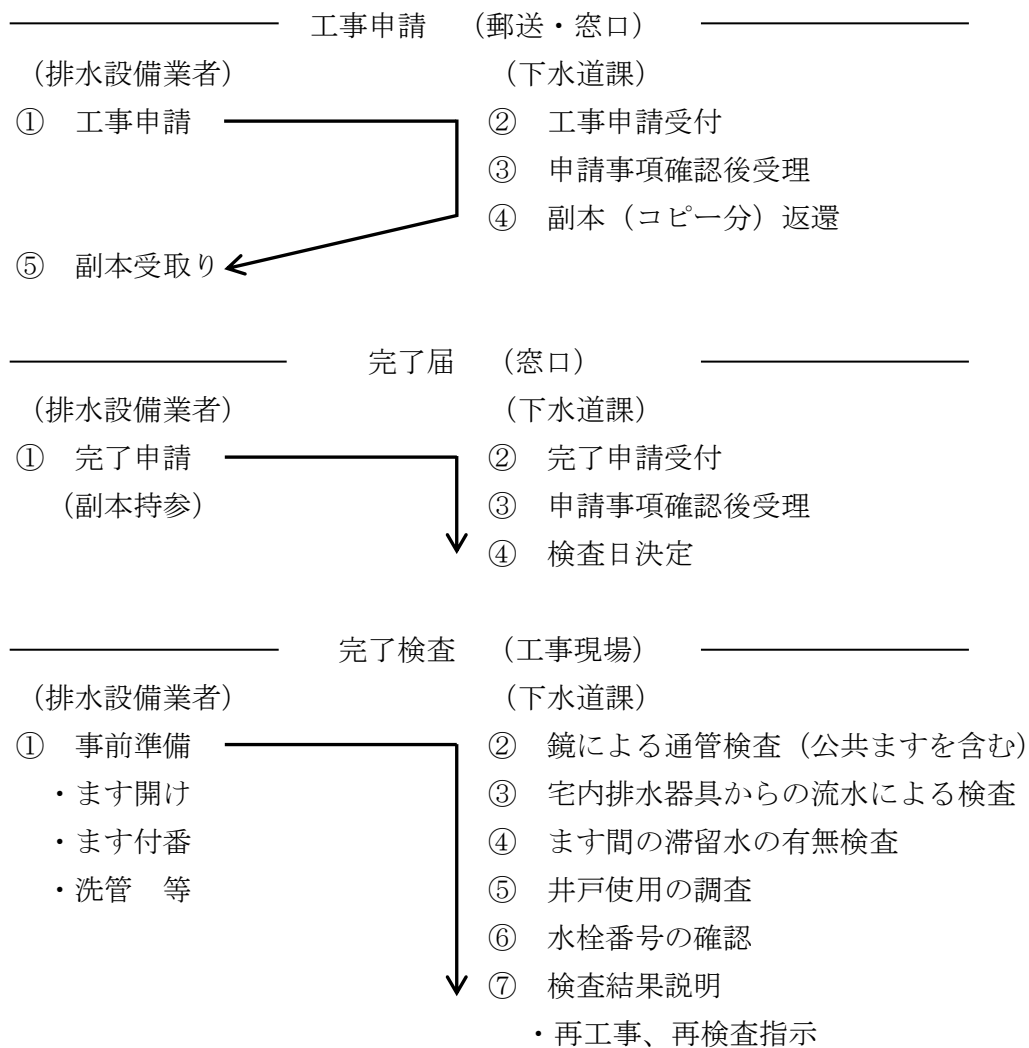 工事申請　（郵送・窓口）
（排水設備業者）　（下水道課）
①　工事申請　②　工事申請受付
③　申請事項確認後受理
④　副本（コピー分）返還
⑤　副本受取り
完了届　（窓口）
（排水設備業者）　（下水道課）
①　完了申請　②　完了申請受付
（副本持参）　③　申請事項確認後受理
④　検査日決定
完了検査　（工事現場）
（排水設備業者）　（下水道課）
①　事前準備　②　鏡による通管検査（公共ますを含む）
・ます開け　③　宅内排水器具からの流水による検査
・ます付番　④　ます間の滞留水の有無検査
・洗管　等　⑤　井戸使用の調査
⑥　水栓番号の確認
⑦　検査結果説明
・再工事、再検査指示